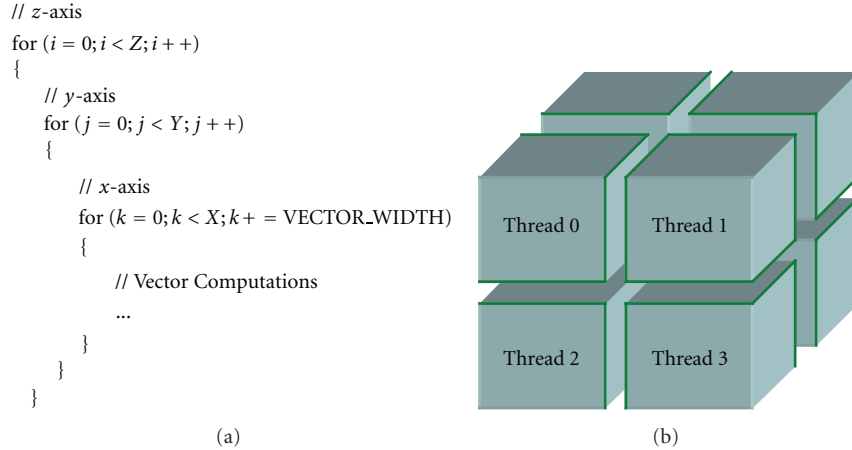 // z-axis
for (i = 0; i < Z; i + +)
{
// y-axis
for (j = 0; j < Y; j + +)
{
// x-axis
for (k = 0; k < X; k + = VECTOR_WIDTH)
{
// Vector Computations
...
}
}
}
(a)
Thread 0
Thread 1
Thread 2
Thread 3
(b)